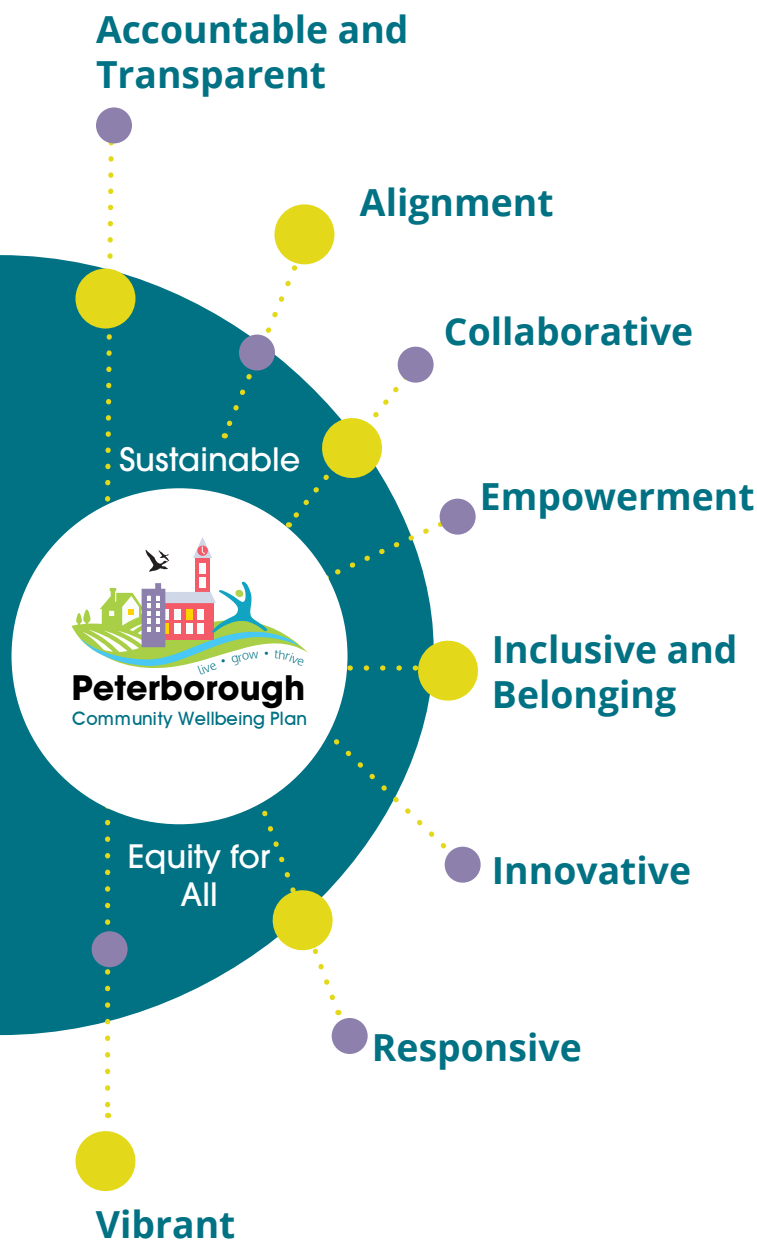 Accountable and
Transparent
Alignment
Collaborative
Sustainable
Empowerment
live • grow • thrive
Peterborough
Community Wellbeing Plan
Inclusive and
Belonging
Equity for
All
Innovative
Responsive
Vibrant